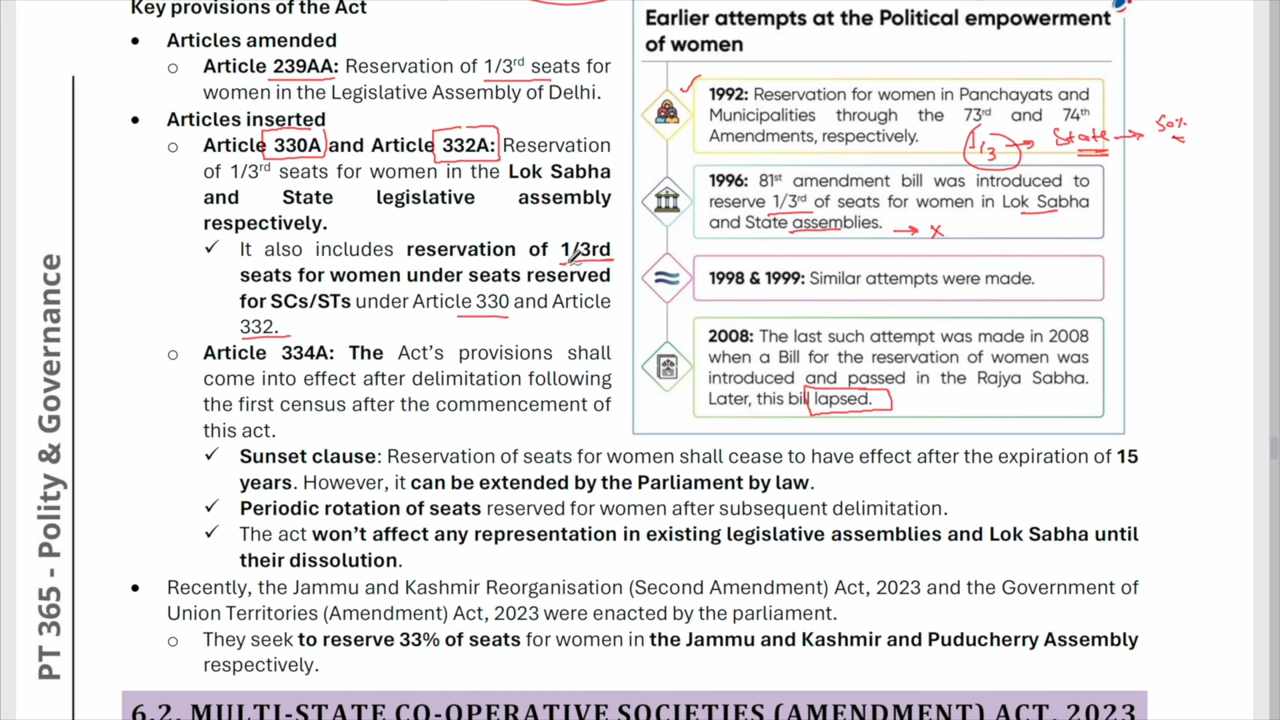 Key provisions of the Act
• Articles amended
o Article 239AA: Reservation of 1/3rd seats for
women in the Legislative Assembly of Delhi.
• Articles inserted
o Article 330A and Article 332A: Reservation
of 1/3rd seats for women in the Lok Sabha
and State legislative assembly
respectively.
✓ It also includes reservation of 1/3rd
seats for women under seats reserved
for SCs/STs under Article 330 and Article
332.
o Article 334A: The Act's provisions shall
come into effect after delimitation following
the first census after the commencement of
this act.
✓ Sunset clause: Reservation of seats for women shall cease to have effect after the expiration of 15
years. However, it can be extended by the Parliament by law.
✓ Periodic rotation of seats reserved for women after subsequent delimitation.
✓ The act won't affect any representation in existing legislative assemblies and Lok Sabha until
their dissolution.
• Recently, the Jammu and Kashmir Reorganisation (Second Amendment) Act, 2023 and the Government of
Union Territories (Amendment) Act, 2023 were enacted by the parliament.
o They seek to reserve 33% of seats for women in the Jammu and Kashmir and Puducherry Assembly
respectively.
Earlier attempts at the Political empowerment
of women
1992: Reservation for women in Panchayats and
Municipalities through the 73rd and 74th
Amendments, respectively.
1/3 → State → 50%
1996: 81st amendment bill was introduced to
reserve 1/3rd of seats for women in Lok Sabha
and State assemblies. → x
1998 & 1999: Similar attempts were made.
2008: The last such attempt was made in 2008
when a Bill for the reservation of women was
introduced and passed in the Rajya Sabha.
Later, this bill lapsed.
PT 365 - Polity & Governance
6.2. MULTI-STATE CO-OPERATIVE SOCIETIES (AMENDMENT) ACT, 2023